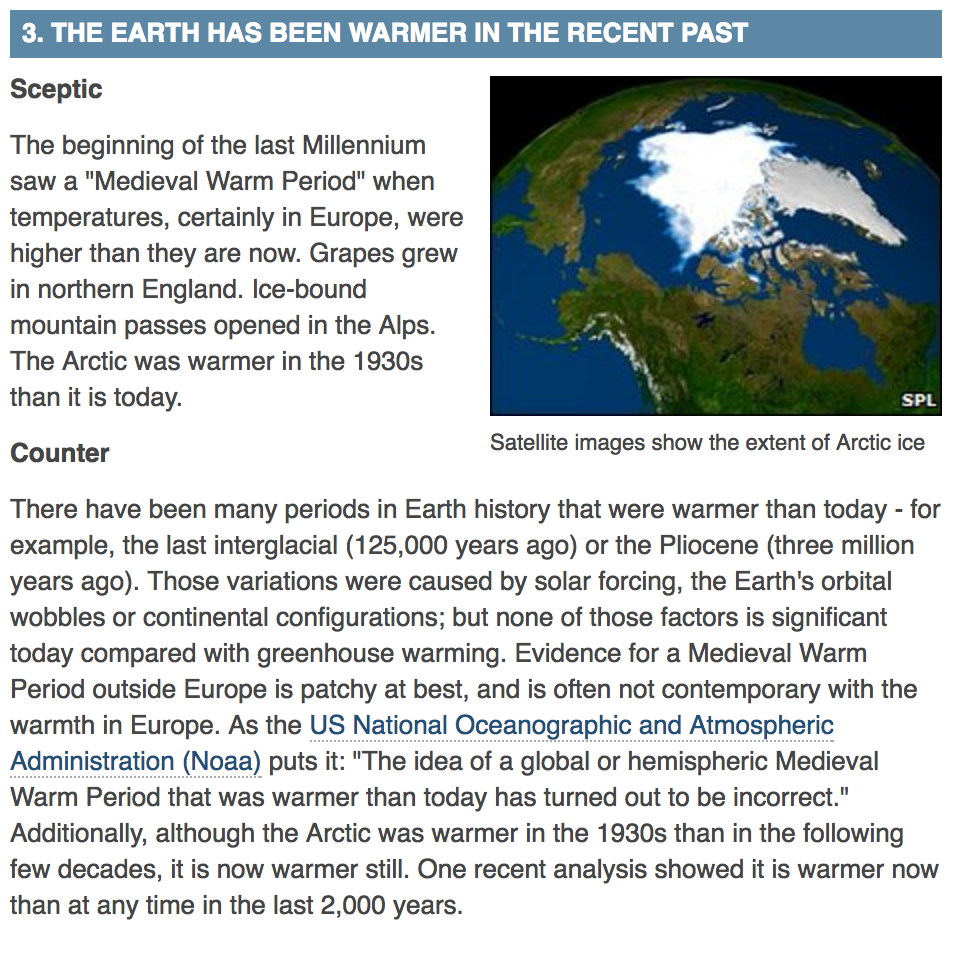 3. THE EARTH HAS BEEN WARMER IN THE RECENT PAST
Sceptic
The beginning of the last Millennium
saw a "Medieval Warm Period" when
temperatures, certainly in Europe, were
higher than they are now. Grapes grew
in northern England. Ice-bound
mountain passes opened in the Alps.
The Arctic was warmer in the 1930s
than it is today.
SPL
Satellite images show the extent of Arctic ice
Counter
There have been many periods in Earth history that were warmer than today - for
example, the last interglacial (125,000 years ago) or the Pliocene (three million
years ago). Those variations were caused by solar forcing, the Earth's orbital
wobbles or continental configurations; but none of those factors is significant
today compared with greenhouse warming. Evidence for a Medieval Warm
Period outside Europe is patchy at best, and is often not contemporary with the
warmth in Europe. As the US National Oceanographic and Atmospheric
Administration (Noaa) puts it: "The idea of a global or hemispheric Medieval
Warm Period that was warmer than today has turned out to be incorrect."
Additionally, although the Arctic was warmer in the 1930s than in the following
few decades, it is now warmer still. One recent analysis showed it is warmer now
than at any time in the last 2,000 years.